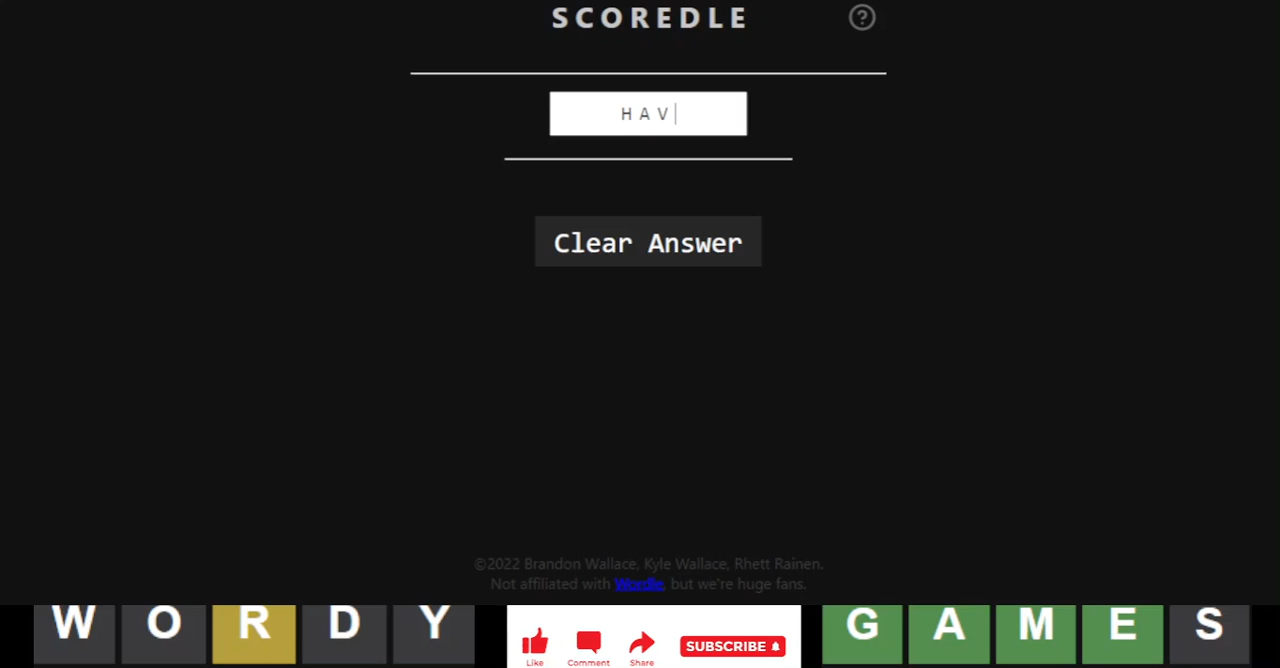 SCOREDLE
?
HAV
Clear Answer
©2022 Brandon Wallace, Kyle Wallace, Rhett Rainen.
Not affiliated with Wordle, but we're huge fans.
WORDY GAMES
Like Comment Share SUBSCRIBE